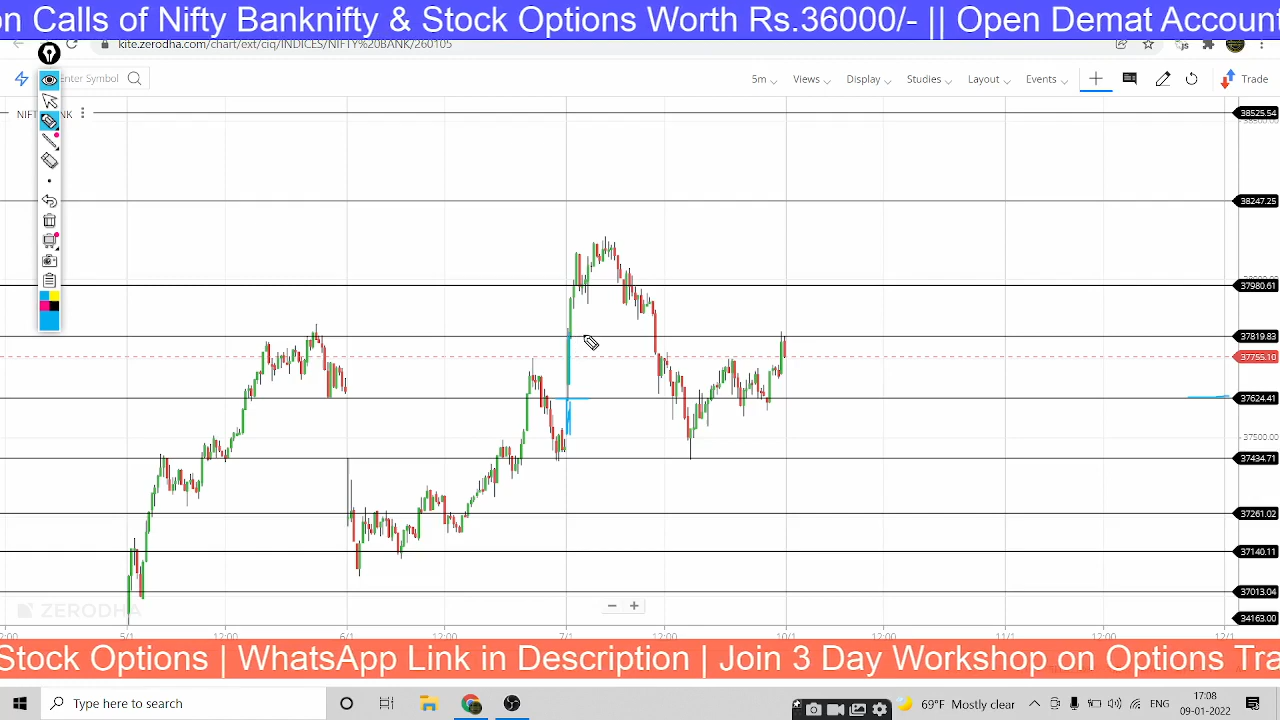 on Calls of Nifty Banknifty & Stock Options Worth Rs.36000/- || Open Demat Account
kite.zerodha.com/chart/ext/ciq/INDICES/NIFTY%20BANK/260105
Enter Symbol
5m Views Display Studies Layout Events Trade
38525.54
38247.25
37980.61
37819.83
37755.10
37624.41
37500.00
37434.71
37261.02
37140.11
37013.04
34163.00
ZERODHA
5/1 12:00 6/1 12:00 7/1 12:00 10/1 12:00 11/1 12:00 12/1
Stock Options | WhatsApp Link in Description | Join 3 Day Workshop on Options Tra
Type here to search
69°F Mostly clear
ENG
17:08
09-01-2022